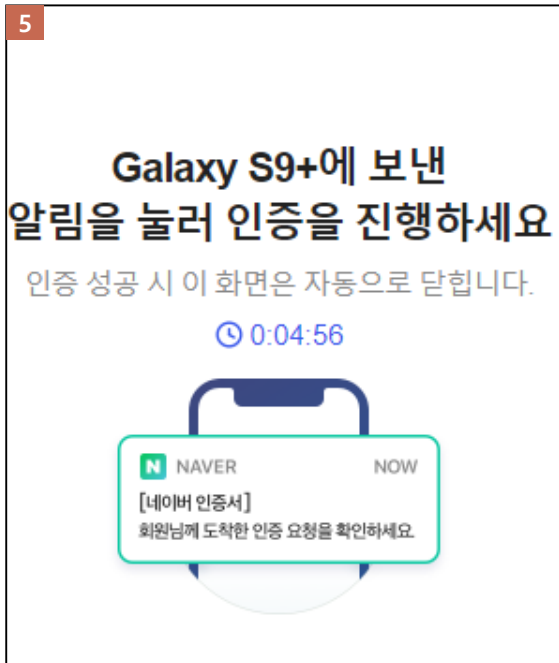 5
Galaxy S9+에 보낸
알림을 눌러 인증을 진행하세요
인증 성공 시 이 화면은 자동으로 닫힙니다.
0:04:56
N NAVER NOW
[네이버 인증서]
회원님께 도착한 인증 요청을 확인하세요.